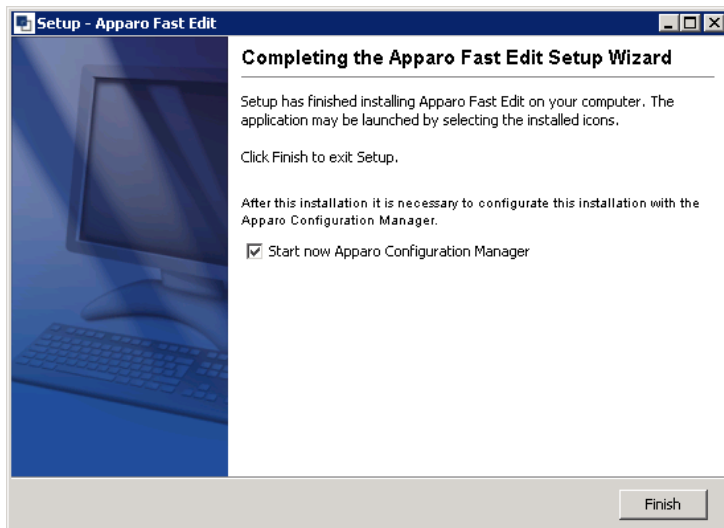 Setup - Apparo Fast Edit
Completing the Apparo Fast Edit Setup Wizard
Setup has finished installing Apparo Fast Edit on your computer. The
application may be launched by selecting the installed icons.
Click Finish to exit Setup.
After this installation it is necessary to configurate this installation with the
Apparo Configuration Manager.
Start now Apparo Configuration Manager
Finish